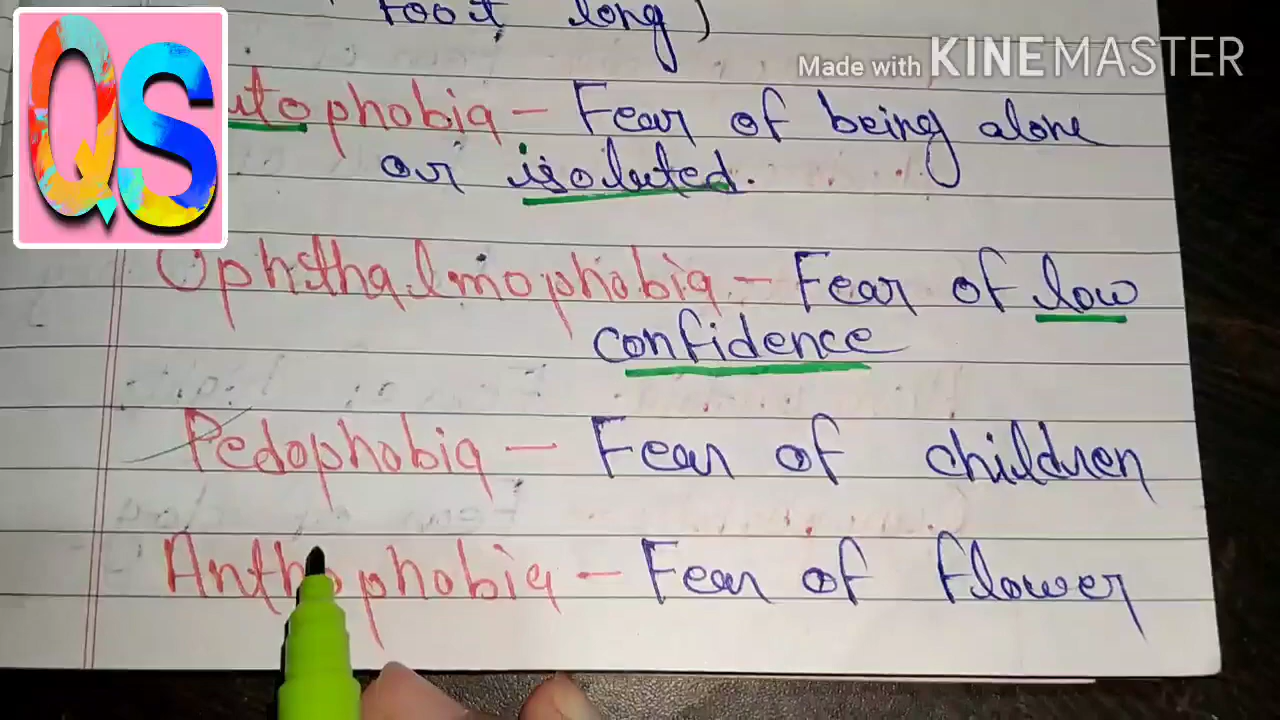 foot long)
QS
Made with KINEMASTER
utophobia - Fear of being alone
or isolated.
Ophthalmophobia - Fear of low
confidence
Pedophobia - Fear of children
Anthophobia - Fear of flower